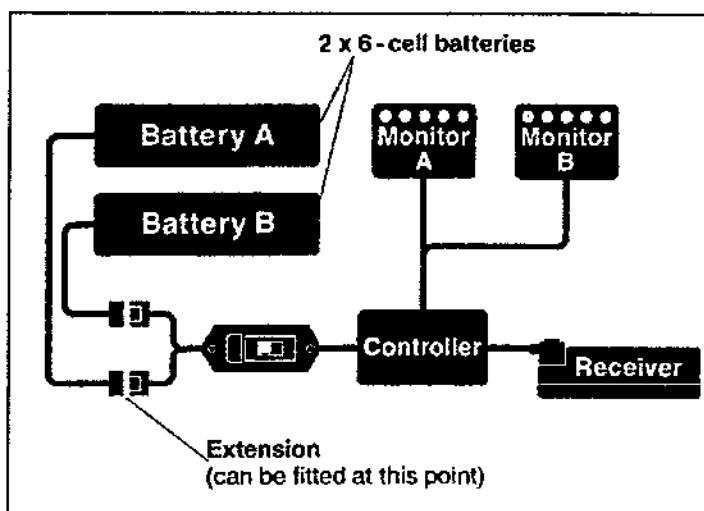 2 x 6-cell batteries
Battery A
Battery B
Monitor
A
Monitor
B
Controller
Receiver
Extension
(can be fitted at this point)